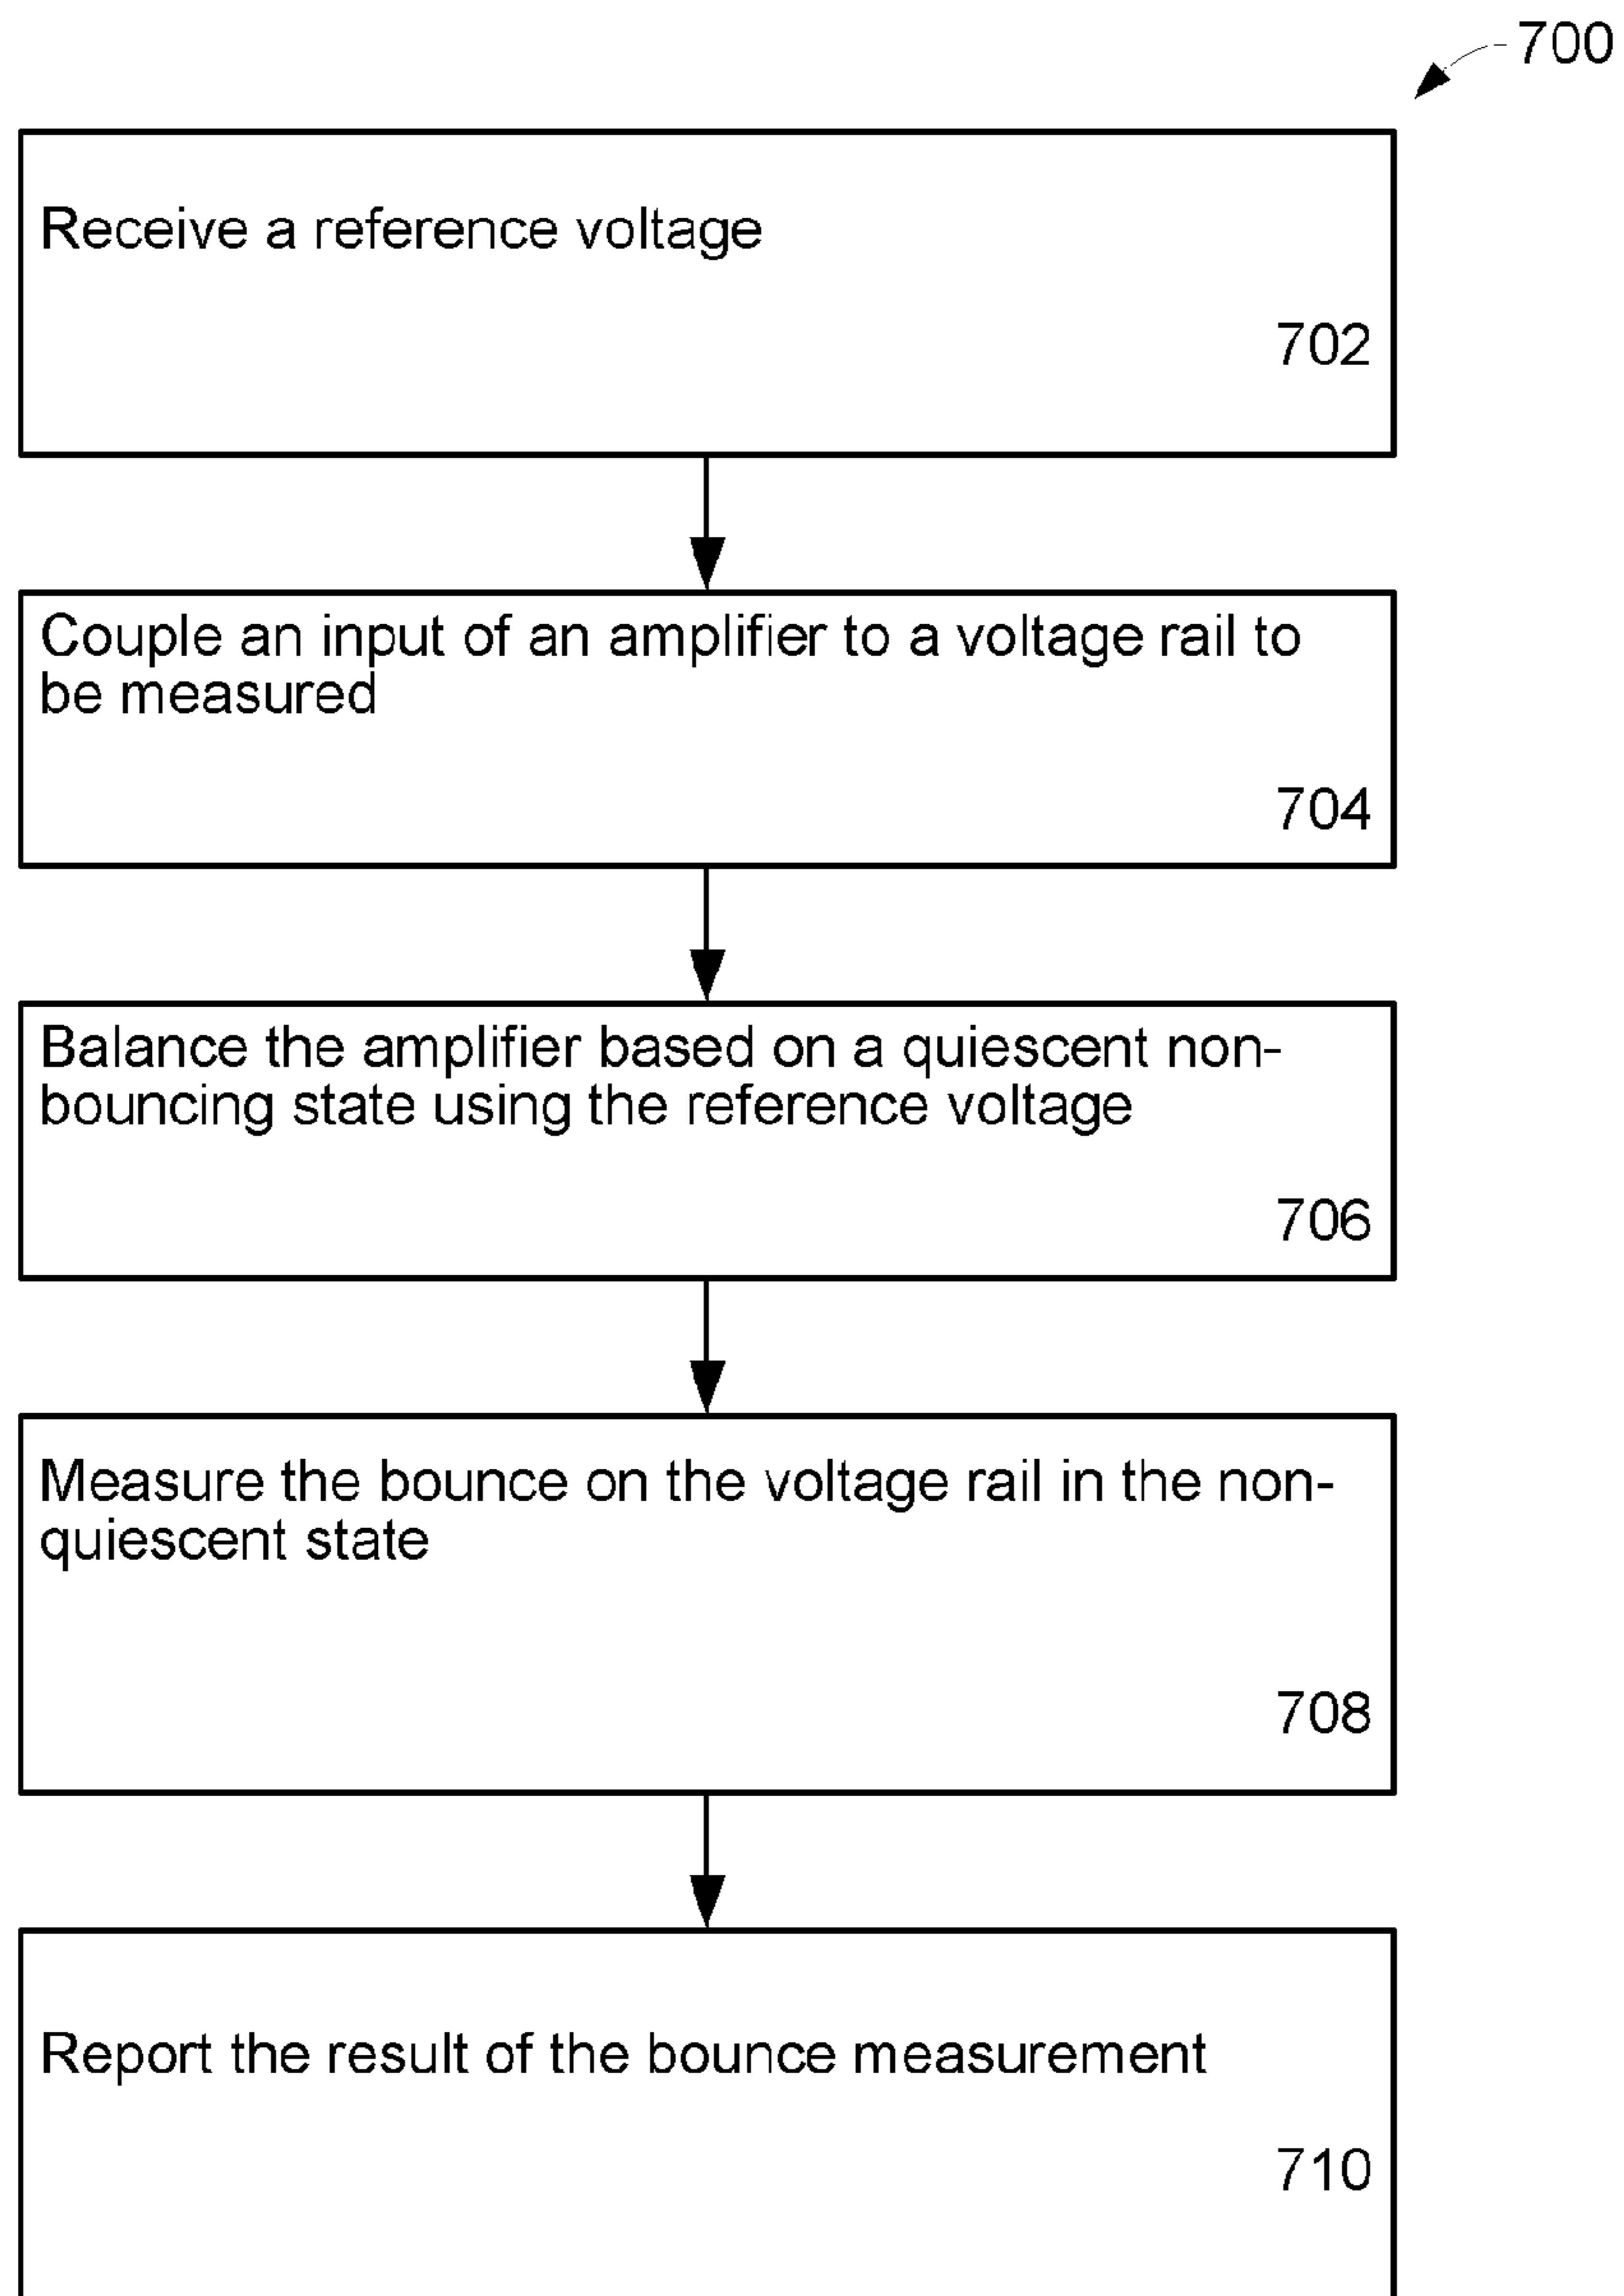 700
Receive a reference voltage
702
Couple an input of an amplifier to a voltage rail to
be measured
704
Balance the amplifier based on a quiescent non-
bouncing state using the reference voltage
706
Measure the bounce on the voltage rail in the non-
quiescent state
708
Report the result of the bounce measurement
710